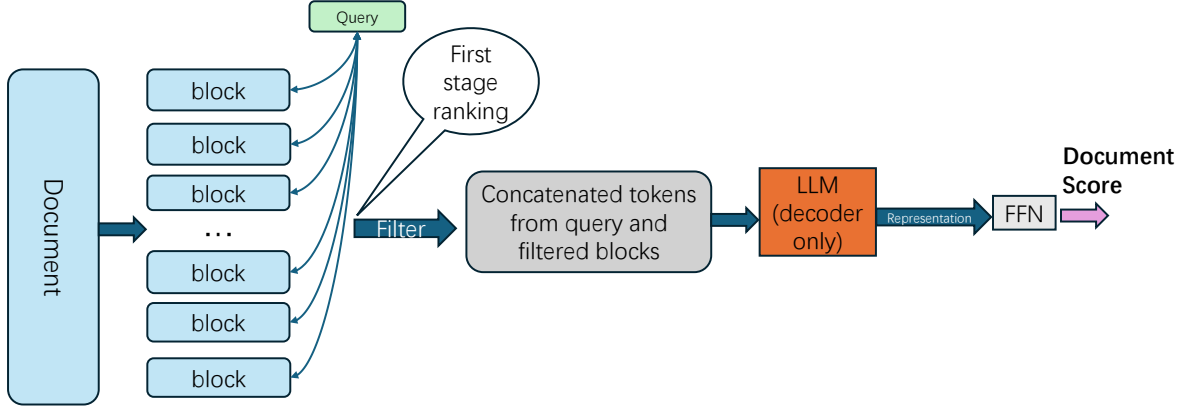 Document
block
block
block
...
block
block
block
Query
First
stage
ranking
Filter
Concatenated tokens
from query and
filtered blocks
LLM
(decoder
only)
Representation
FFN
Document
Score